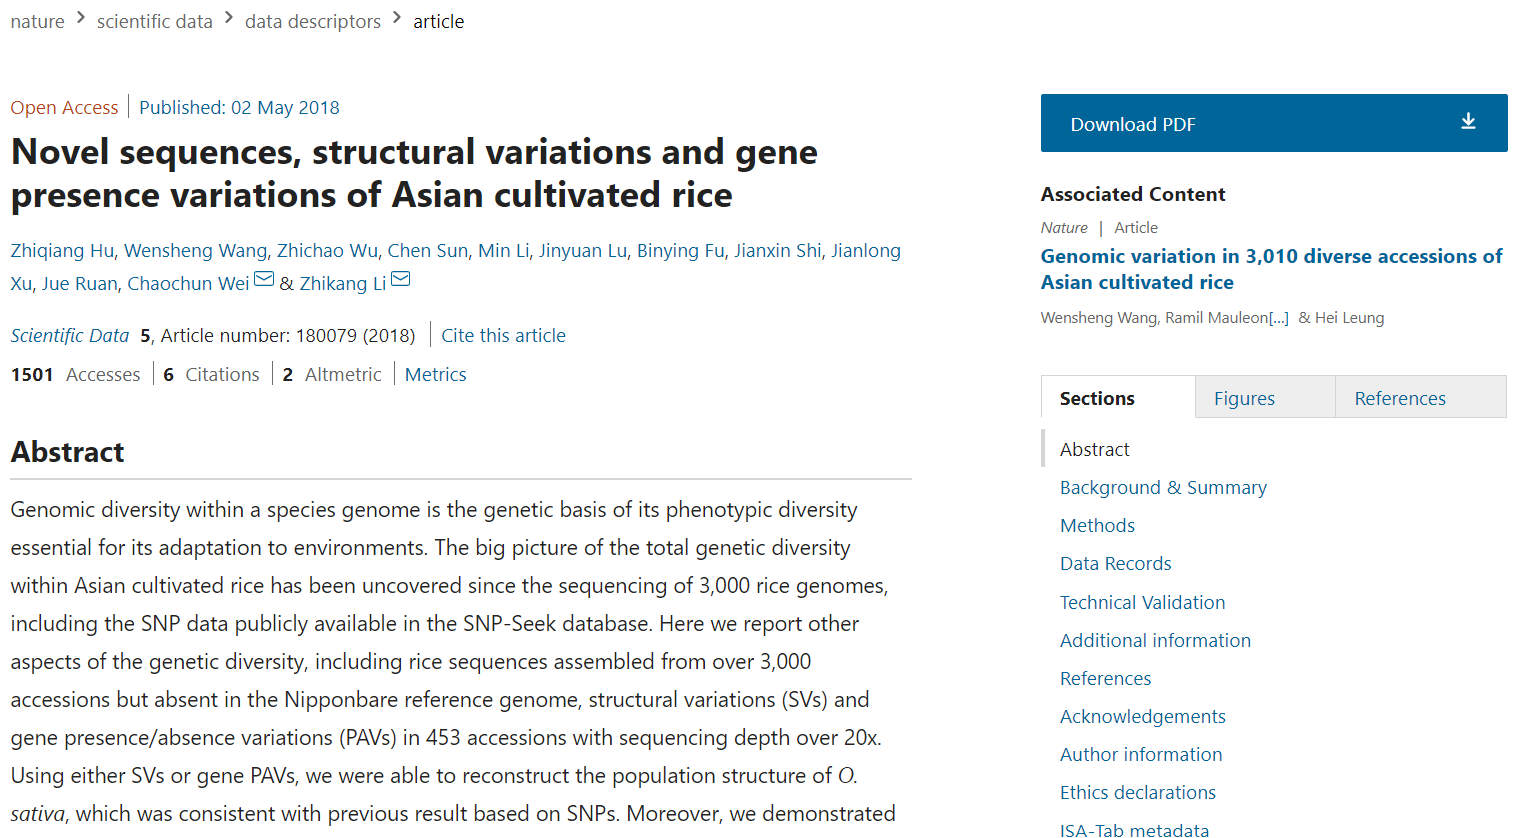 nature > scientific data > data descriptors > article
Open Access | Published: 02 May 2018
Novel sequences, structural variations and gene
presence variations of Asian cultivated rice
Zhiqiang Hu, Wensheng Wang, Zhichao Wu, Chen Sun, Min Li, Jinyuan Lu, Binying Fu, Jianxin Shi, Jianlong
Xu, Jue Ruan, Chaochun Wei & Zhikang Li
Scientific Data 5, Article number: 180079 (2018) | Cite this article
1501 Accesses | 6 Citations | 2 Altmetric | Metrics
Abstract
Genomic diversity within a species genome is the genetic basis of its phenotypic diversity
essential for its adaptation to environments. The big picture of the total genetic diversity
within Asian cultivated rice has been uncovered since the sequencing of 3,000 rice genomes,
including the SNP data publicly available in the SNP-Seek database. Here we report other
aspects of the genetic diversity, including rice sequences assembled from over 3,000
accessions but absent in the Nipponbare reference genome, structural variations (SVs) and
gene presence/absence variations (PAVs) in 453 accessions with sequencing depth over 20x.
Using either SVs or gene PAVs, we were able to reconstruct the population structure of O.
sativa, which was consistent with previous result based on SNPs. Moreover, we demonstrated
Download PDF
Associated Content
Nature | Article
Genomic variation in 3,010 diverse accessions of
Asian cultivated rice
Wensheng Wang, Ramil Mauleon[...] & Hei Leung
Sections
Figures
References
Abstract
Background & Summary
Methods
Data Records
Technical Validation
Additional information
References
Acknowledgements
Author information
Ethics declarations
ISA-Tab metadata